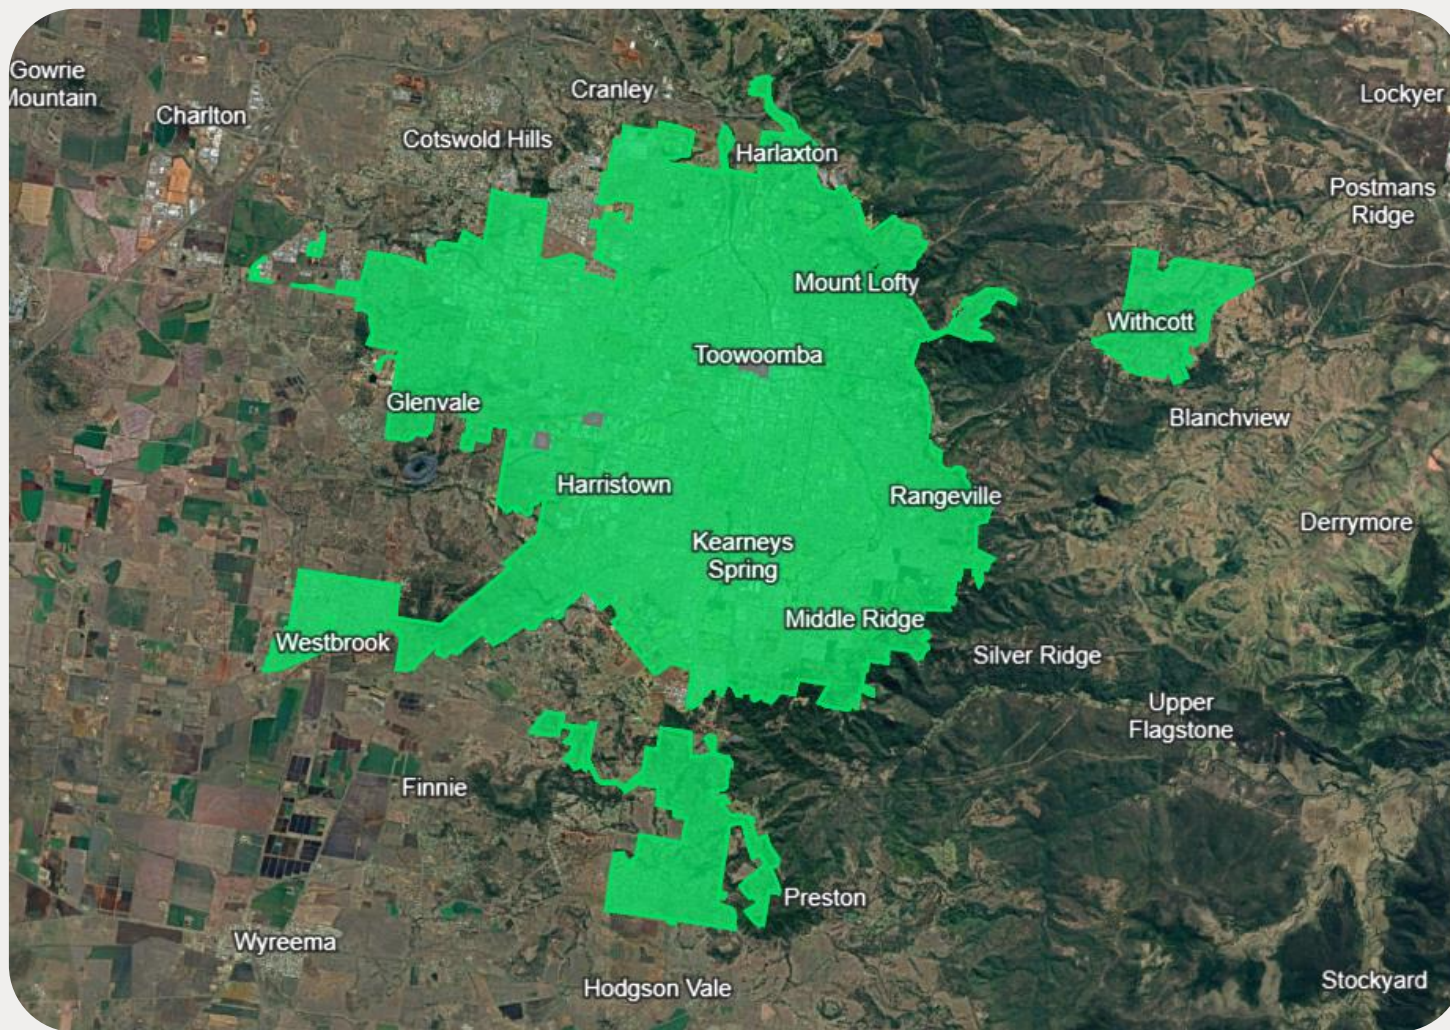 Gowrie
Mountain
Charlton
Cranley
Cotswold Hills
Harlaxton
Lockyer
Postmans
Ridge
Mount Lofty
Withcott
Toowoomba
Glenvale
Blanchview
Harristown
Rangeville
Derrymore
Kearneys
Spring
Middle Ridge
Westbrook
Silver Ridge
Upper
Flagstone
Finnie
Preston
Wyreema
Hodgson Vale
Stockyard